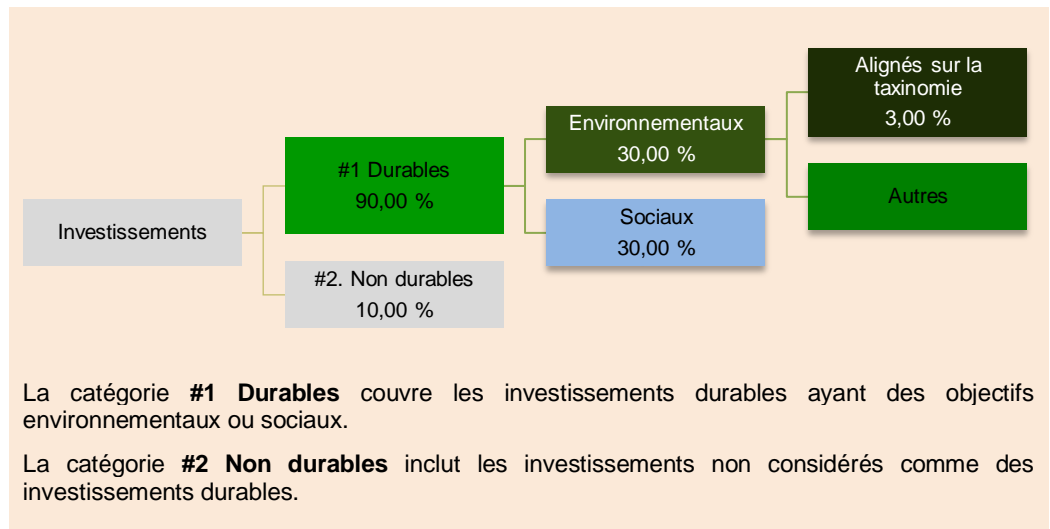 Alignés sur la
taxinomie
3,00 %
Environnementaux
30,00 %
#1 Durables
90,00 %
Autres
Sociaux
30,00 %
Investissements
#2. Non durables
10,00 %
La catégorie #1 Durables couvre les investissements durables ayant des objectifs
environnementaux ou sociaux.
La catégorie #2 Non durables inclut les investissements non considérés comme des
investissements durables.